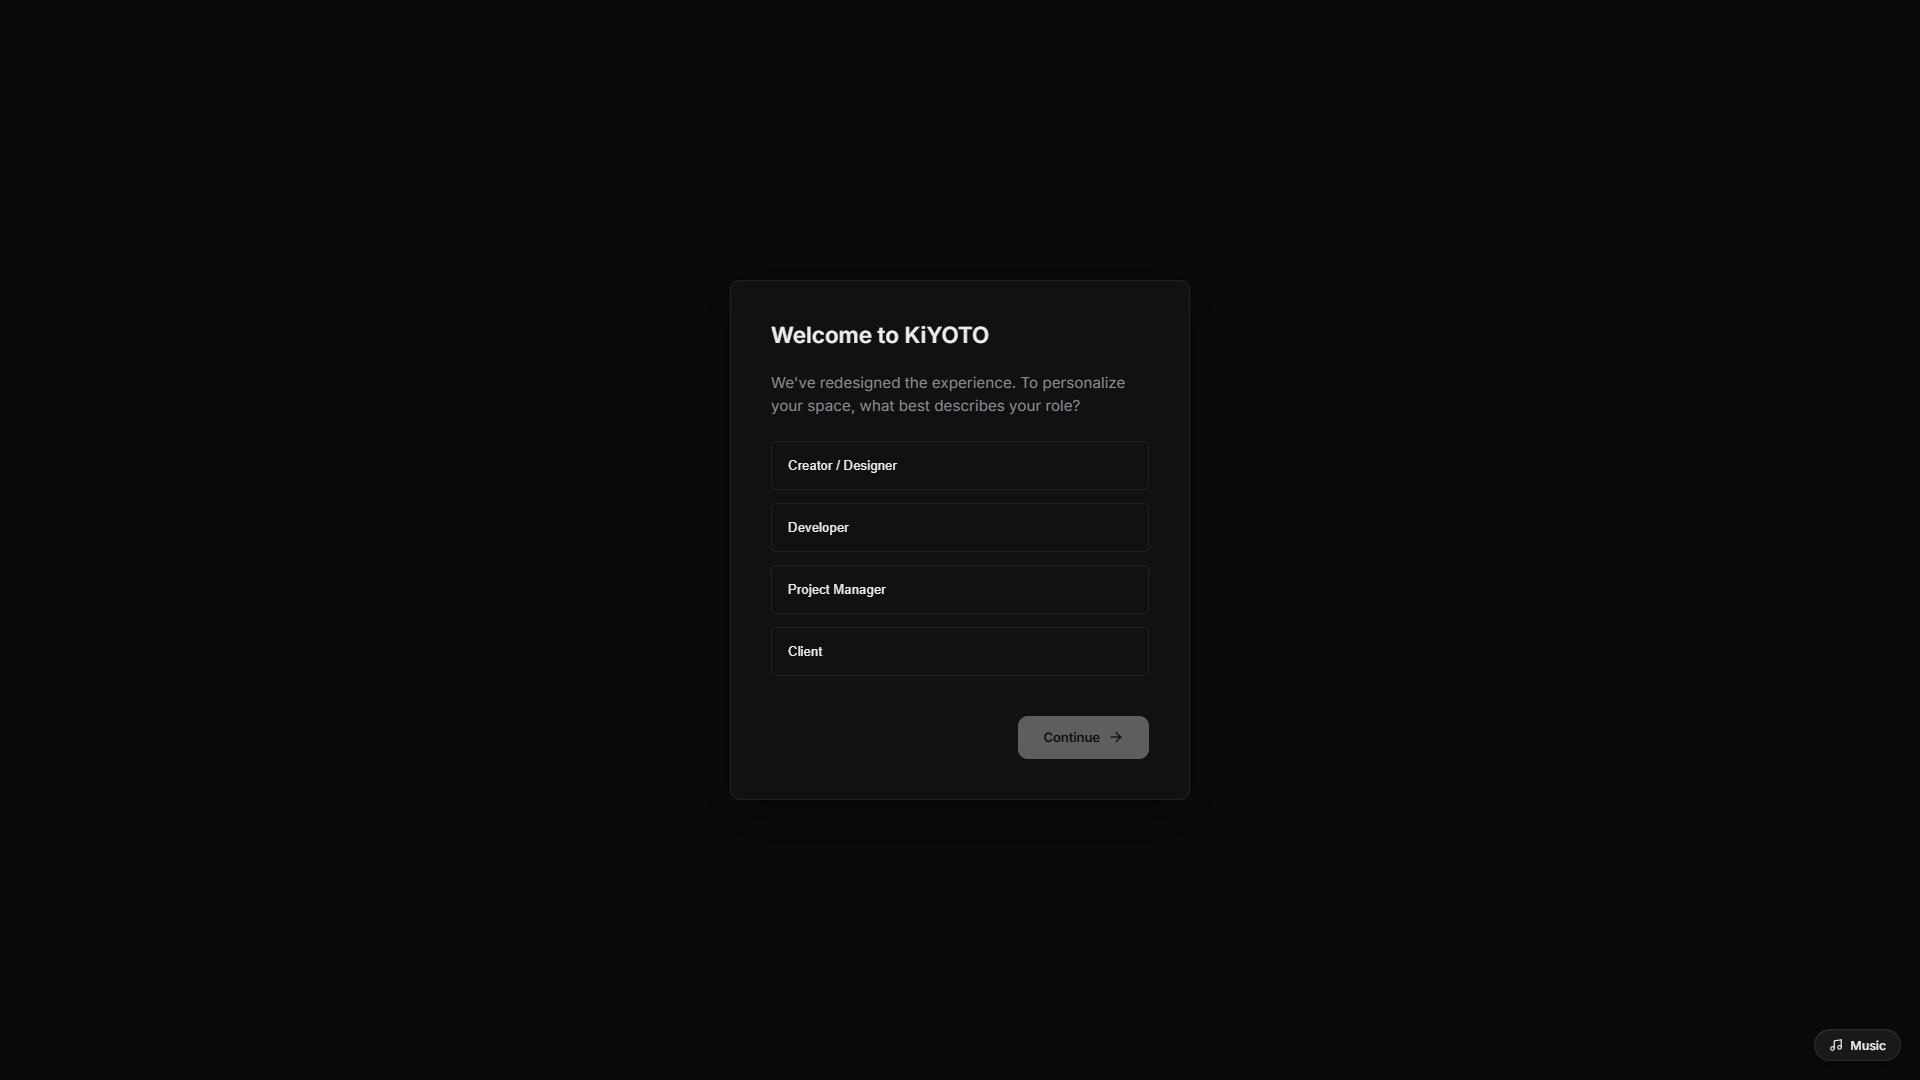 Welcome to KiYOTO
We've redesigned the experience. To personalize
your space, what best describes your role?
Creator / Designer
Developer
Project Manager
Client
Continue
Music